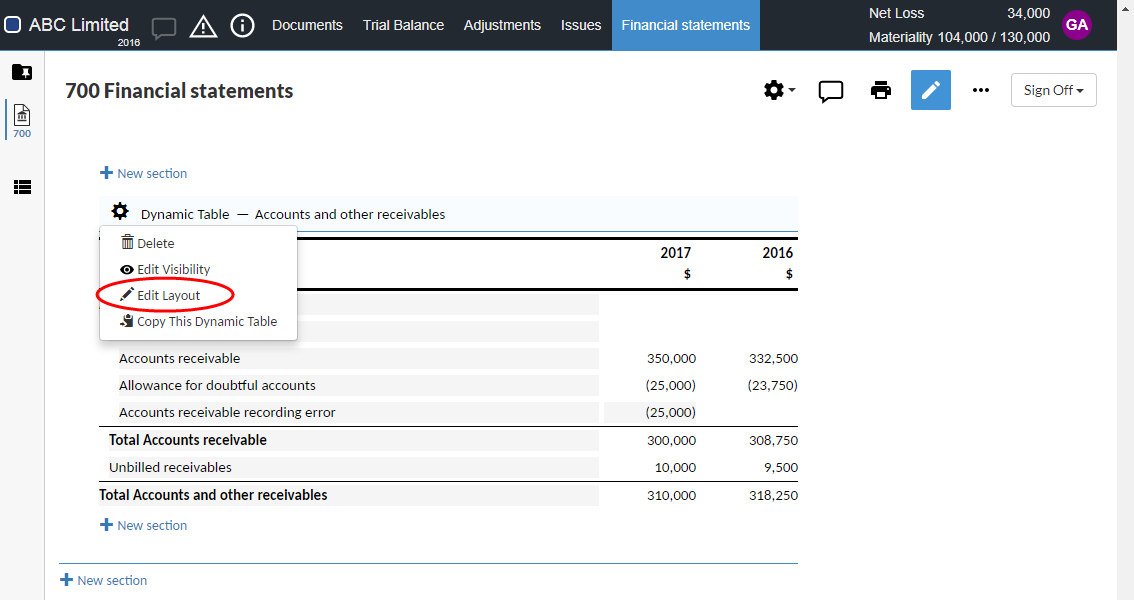 ABC Limited
2016
Documents Trial Balance Adjustments Issues Financial statements
Net Loss 34,000
Materiality 104,000 / 130,000
GA
700
700 Financial statements
Sign Off
New section
Dynamic Table — Accounts and other receivables
Delete
Edit Visibility
Edit Layout
Copy This Dynamic Table
2017 2016
$ $
Accounts receivable 350,000 332,500
Allowance for doubtful accounts (25,000) (23,750)
Accounts receivable recording error (25,000)
Total Accounts receivable 300,000 308,750
Unbilled receivables 10,000 9,500
Total Accounts and other receivables 310,000 318,250
New section
New section